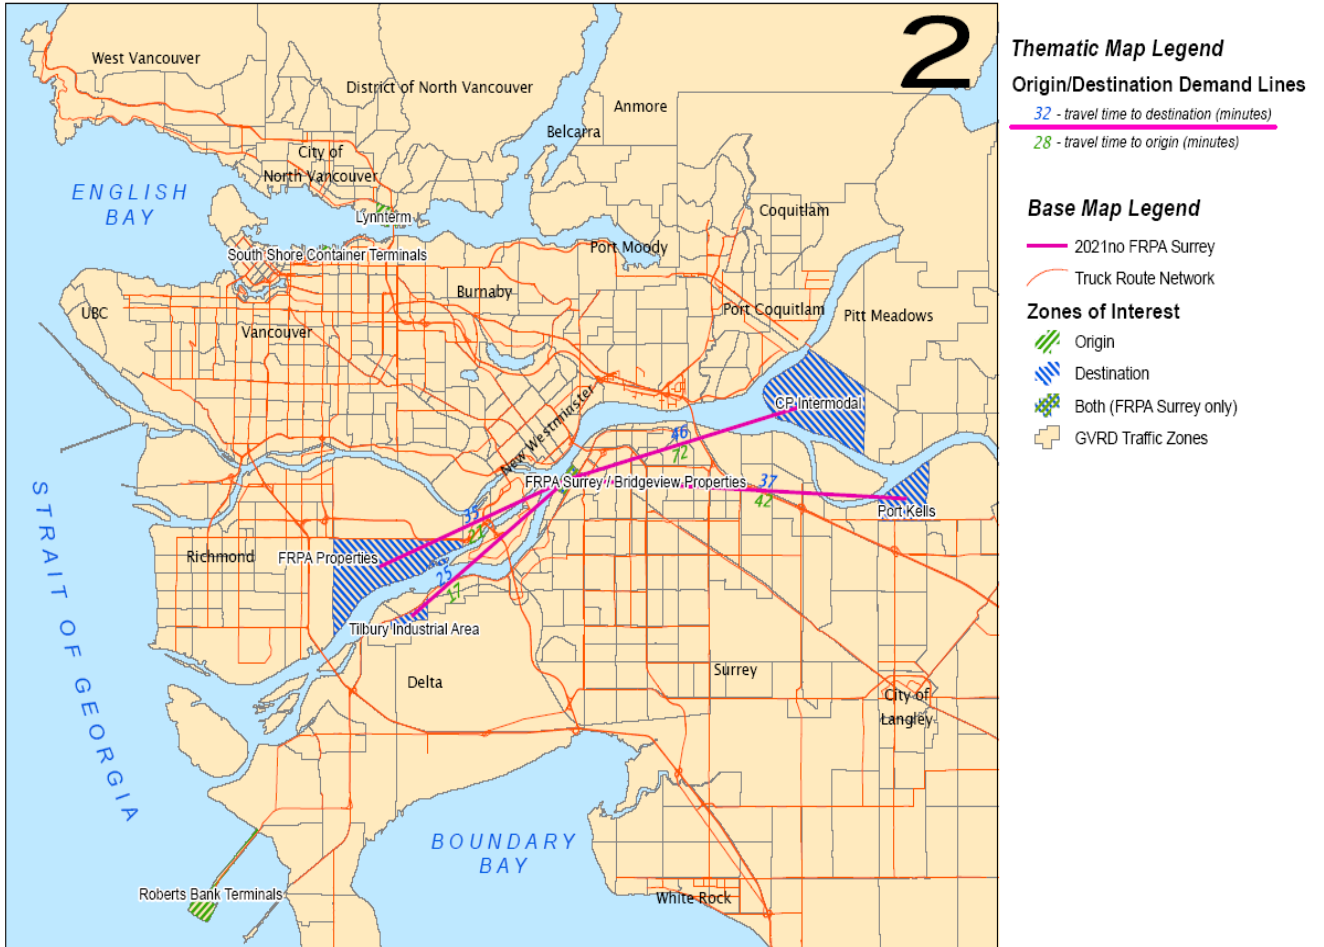 2
West Vancouver
District of North Vancouver
Anmore
Belcarra
City of
North Vancouver
ENGLISH
BAY
Lynnterm
Coquitlam
South Shore Container Terminals
Port Moody
Burnaby
UBC
Vancouver
Port Coquitlam
Pitt Meadows
CP Intermodal
New Westminster
46
72
FRPA Surrey / Bridgeview Properties
37
42
Port Kells
STRAIT OF GEORGIA
35
21
Richmond
FRPA Properties
25
17
Tilbury Industrial Area
Delta
Surrey
City of
Langley
BOUNDARY
BAY
Roberts Bank Terminals
White Rock
Thematic Map Legend
Origin/Destination Demand Lines
32 - travel time to destination (minutes)
28 - travel time to origin (minutes)
Base Map Legend
2021no FRPA Surrey
Truck Route Network
Zones of Interest
Origin
Destination
Both (FRPA Surrey only)
GVRD Traffic Zones